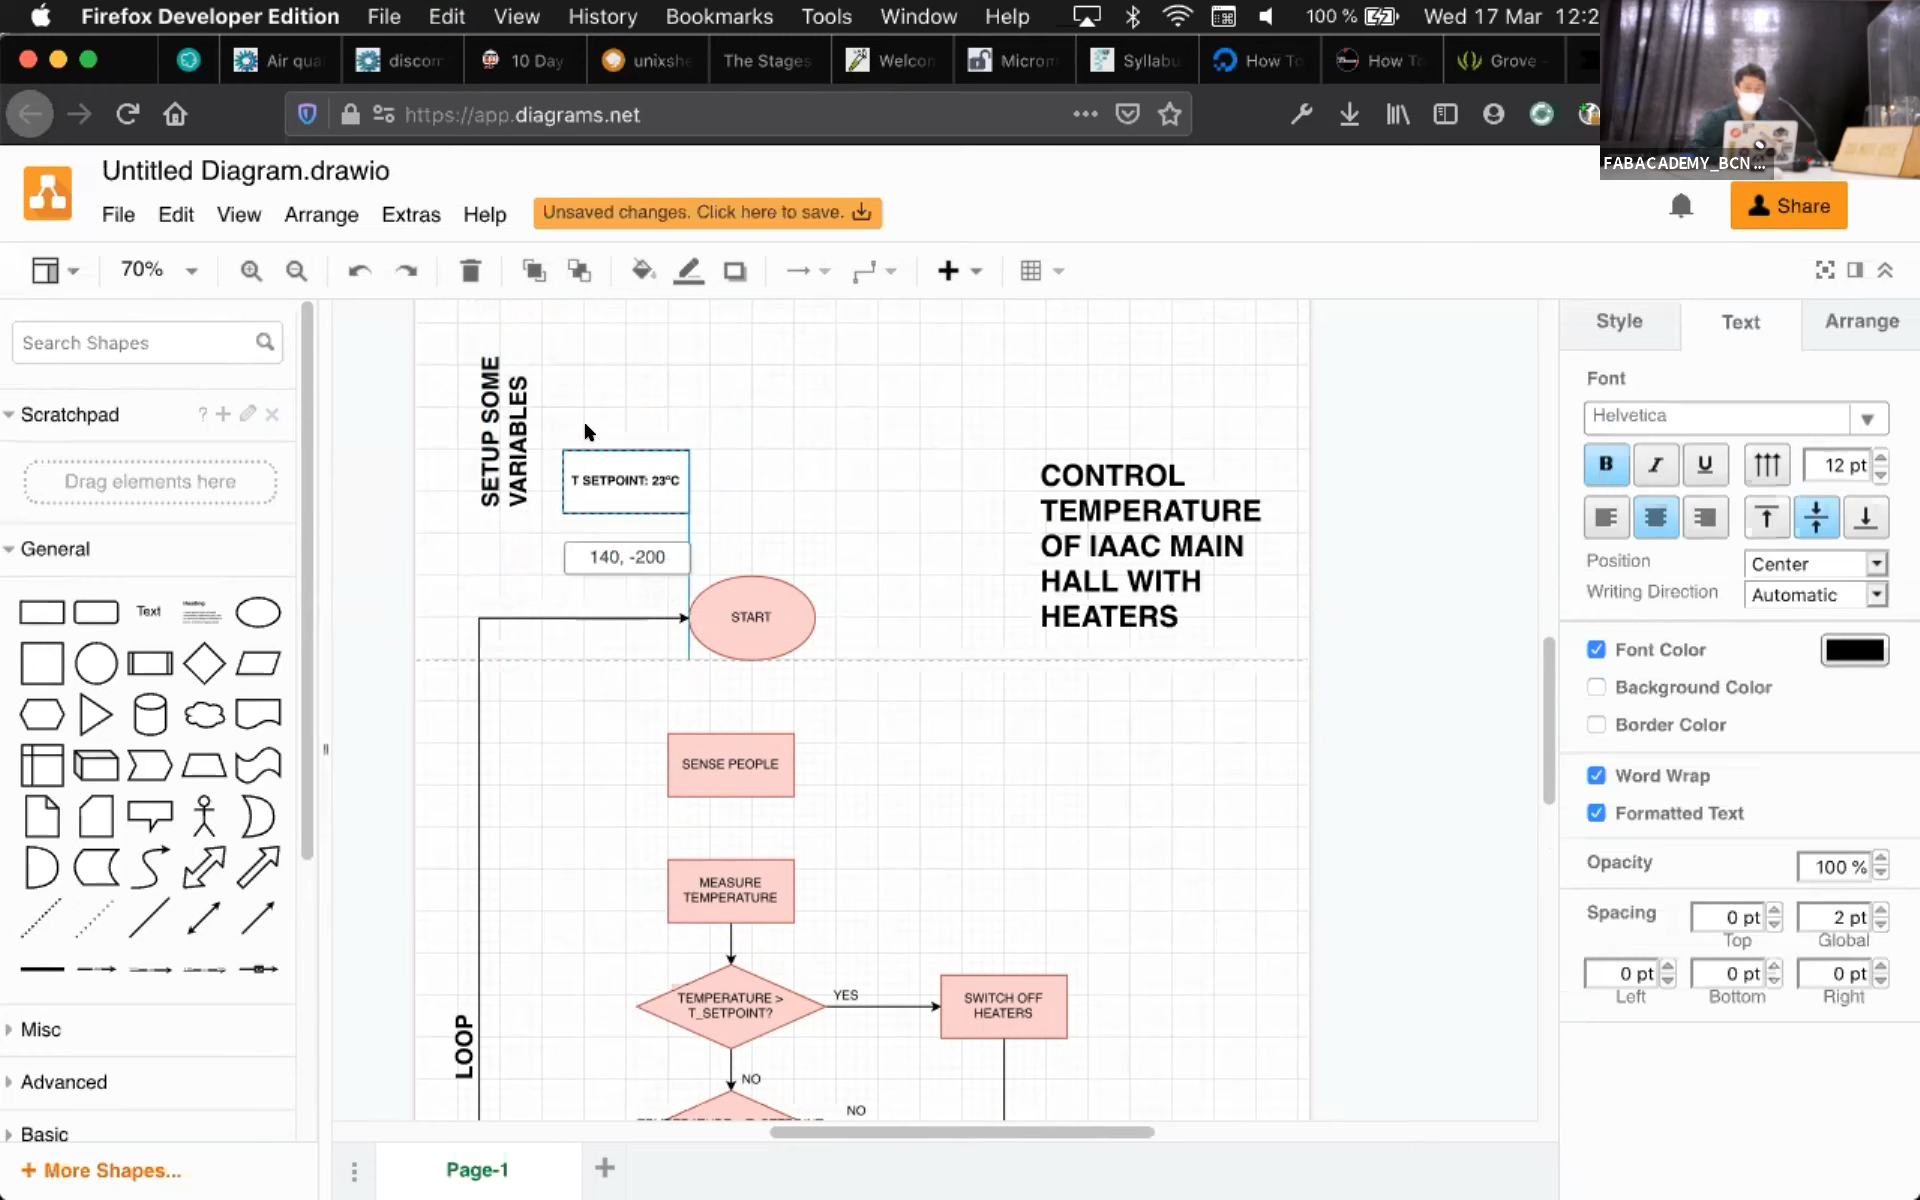 Firefox Developer Edition File Edit View History Bookmarks Tools Window Help 100 % Wed 17 Mar 12:2
Air qua discorr 10 Day unixshe The Stages Welcon Microm Syllabu How To How To Grove -
https://app.diagrams.net
FABACADEMY_BCN ...
Untitled Diagram.drawio
File Edit View Arrange Extras Help
Unsaved changes. Click here to save.
Share
70%
Search Shapes
Scratchpad
?
Drag elements here
General
Text
Heading
Misc
Advanced
Basic
+ More Shapes...
SETUP SOME
VARIABLES
T SETPOINT: 23ºC
140, -200
START
CONTROL
TEMPERATURE
OF IAAC MAIN
HALL WITH
HEATERS
SENSE PEOPLE
MEASURE
TEMPERATURE
TEMPERATURE >
T_SETPOINT?
YES
SWITCH OFF
HEATERS
LOOP
NO
NO
Page-1
Style Text Arrange
Font
Helvetica
B I U 12 pt
Position Center
Writing Direction Automatic
Font Color
Background Color
Border Color
Word Wrap
Formatted Text
Opacity 100 %
Spacing 0 pt 2 pt
Top Global
0 pt 0 pt 0 pt
Left Bottom Right